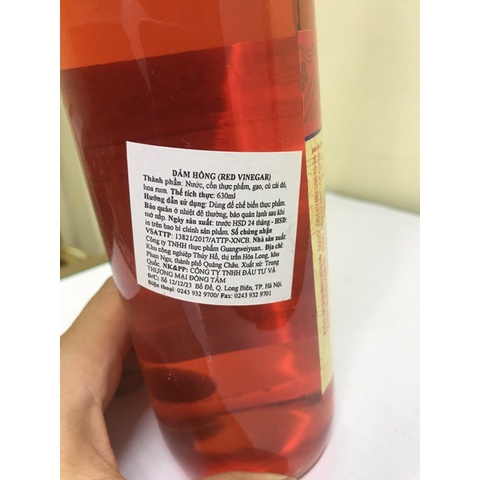 DẤM HỒNG (RED VINEGAR)
Thành phần: Nước, cồn thực phẩm, gạo, củ cải đỏ,
hoa rum. Thể tích thực: 630ml
Hướng dẫn sử dụng: Dùng để chế biến thực phẩm.
Bảo quản ở nhiệt độ thường, bảo quản lạnh sau khi
mở nắp. Ngày sản xuất: trước HSD 24 tháng - HSD:
in trên bao bì chính sản phẩm. Số chứng nhận
VSATTP: 13821/2017/ATTP-XNCB. Nhà sản xuất:
Công ty TNHH thực phẩm Guangweiyuan. Địa chỉ:
Khu công nghiệp Thủy Hồ, thị trấn Hòa Long, khu vực
Phiên Ngu, thành phố Quảng Châu. Xuất xứ: Trung
Quốc. NK&PP: CÔNG TY TNHH ĐẦU TƯ VÀ
THƯƠNG MẠI ĐÔNG TÂM
Đ/C: Số 12/12/23 Bồ Đề, Q. Long Biên, TP. Hà Nội.
Điện thoại: 0243 932 9700/ Fax: 0243 932 9701